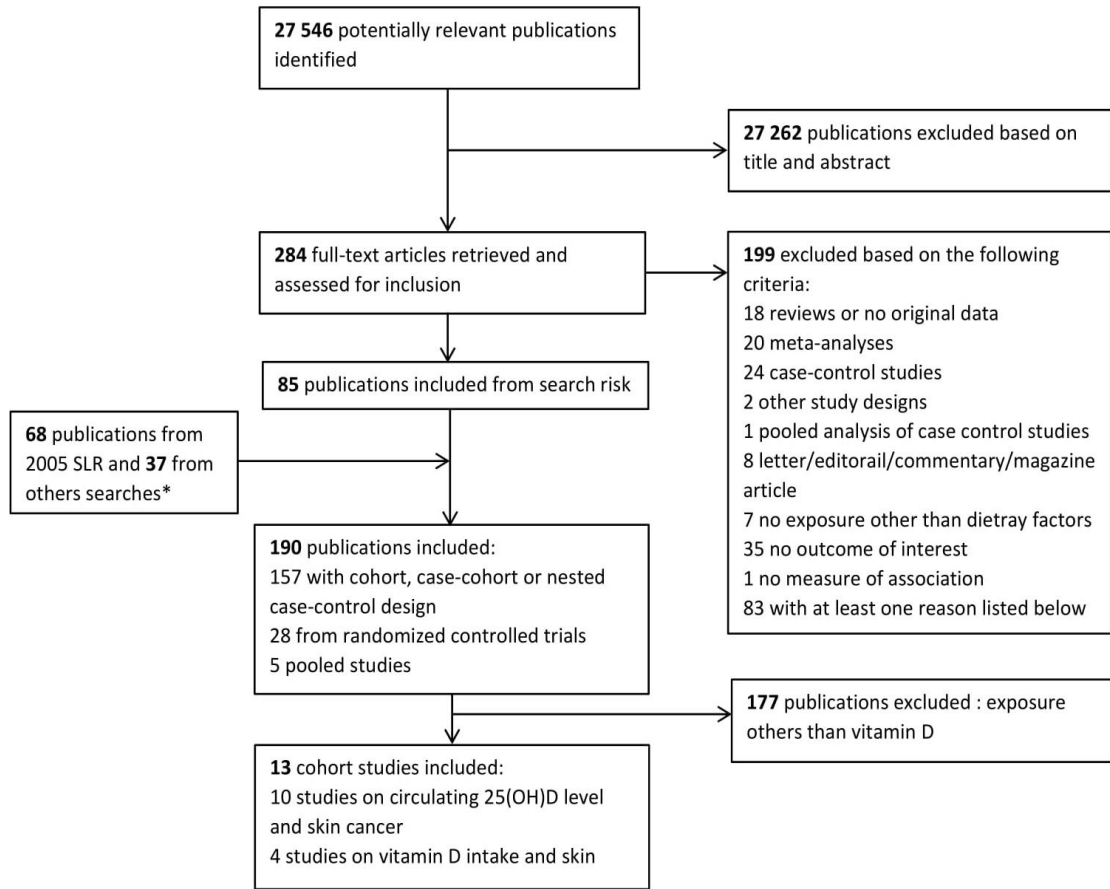 27 546 potentially relevant publications
identified
27 262 publications excluded based on
title and abstract
284 full-text articles retrieved and
assessed for inclusion
199 excluded based on the following
criteria:
18 reviews or no original data
20 meta-analyses
24 case-control studies
2 other study designs
1 pooled analysis of case control studies
8 letter/editorail/commentary/magazine
article
7 no exposure other than dietray factors
35 no outcome of interest
1 no measure of association
83 with at least one reason listed below
85 publications included from search risk
68 publications from
2005 SLR and 37 from
others searches*
190 publications included:
157 with cohort, case-cohort or nested
case-control design
28 from randomized controlled trials
5 pooled studies
177 publications excluded : exposure
others than vitamin D
13 cohort studies included:
10 studies on circulating 25(OH)D level
and skin cancer
4 studies on vitamin D intake and skin